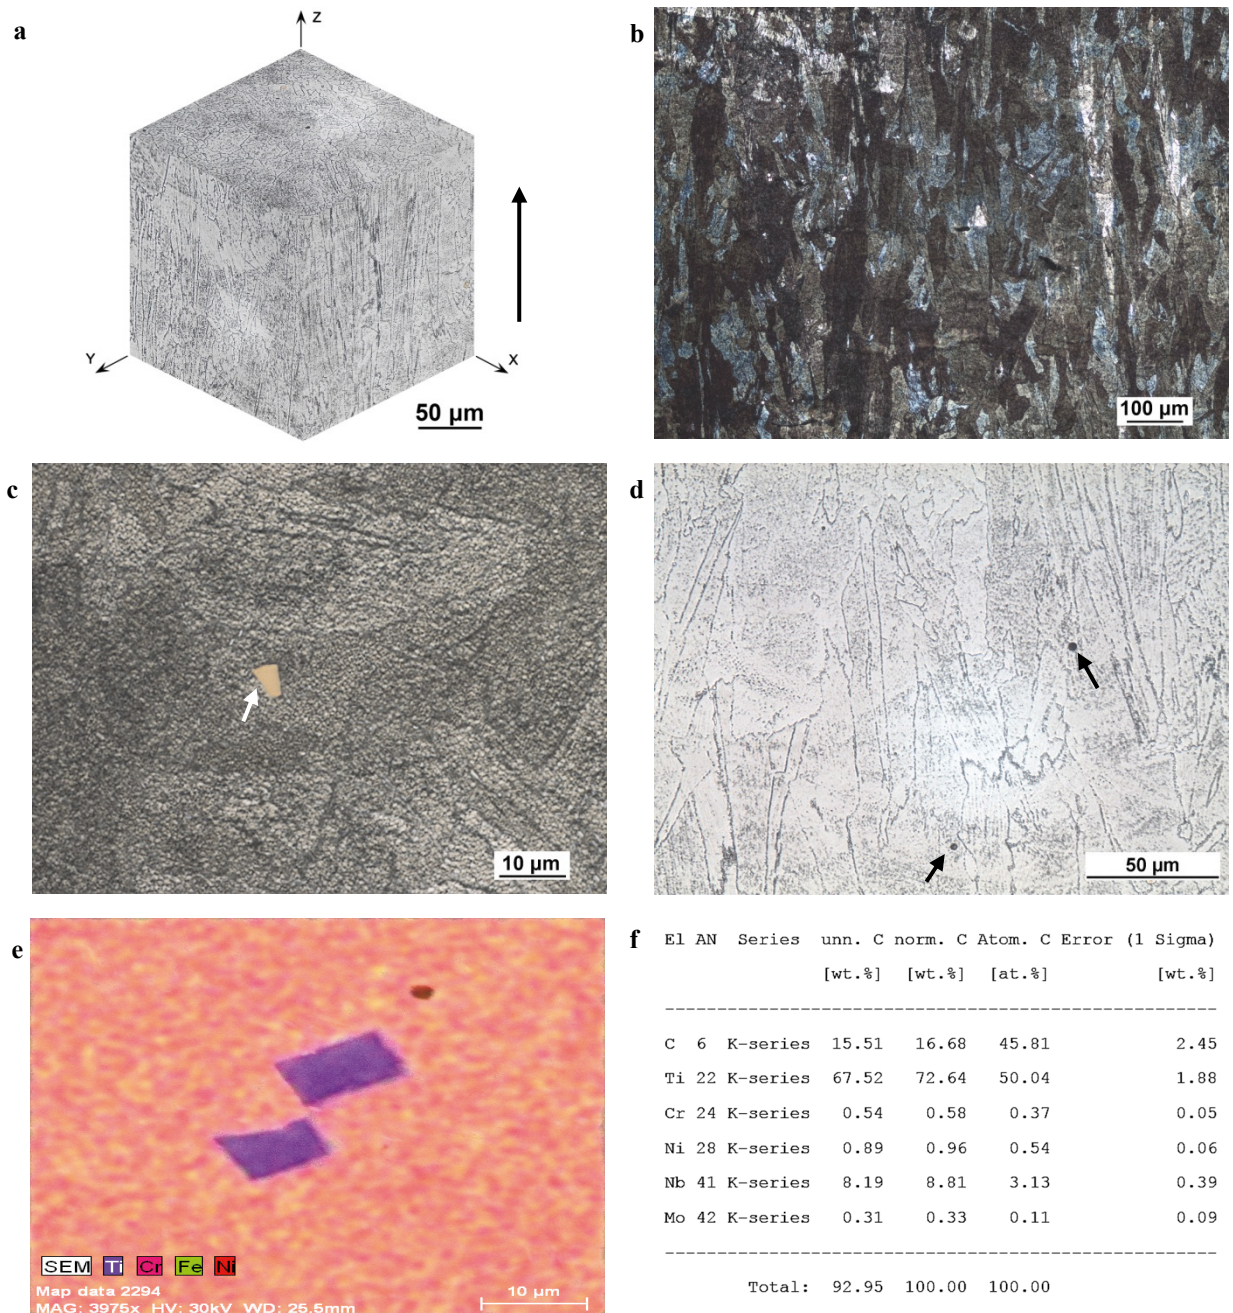 a
Z
Y
X
50 µm
b
100 µm
c
10 µm
d
50 µm
e
SEM Ti Cr Fe Ni
Map data 2294
MAG: 3975x HV: 30kV WD: 25.5mm
10 µm
f
El AN Series unn. C norm. C Atom. C Error (1 Sigma)
[wt.%] [wt.%] [at.%] [wt.%]
C 6 K-series 15.51 16.68 45.81 2.45
Ti 22 K-series 67.52 72.64 50.04 1.88
Cr 24 K-series 0.54 0.58 0.37 0.05
Ni 28 K-series 0.89 0.96 0.54 0.06
Nb 41 K-series 8.19 8.81 3.13 0.39
Mo 42 K-series 0.31 0.33 0.11 0.09
Total: 92.95 100.00 100.00